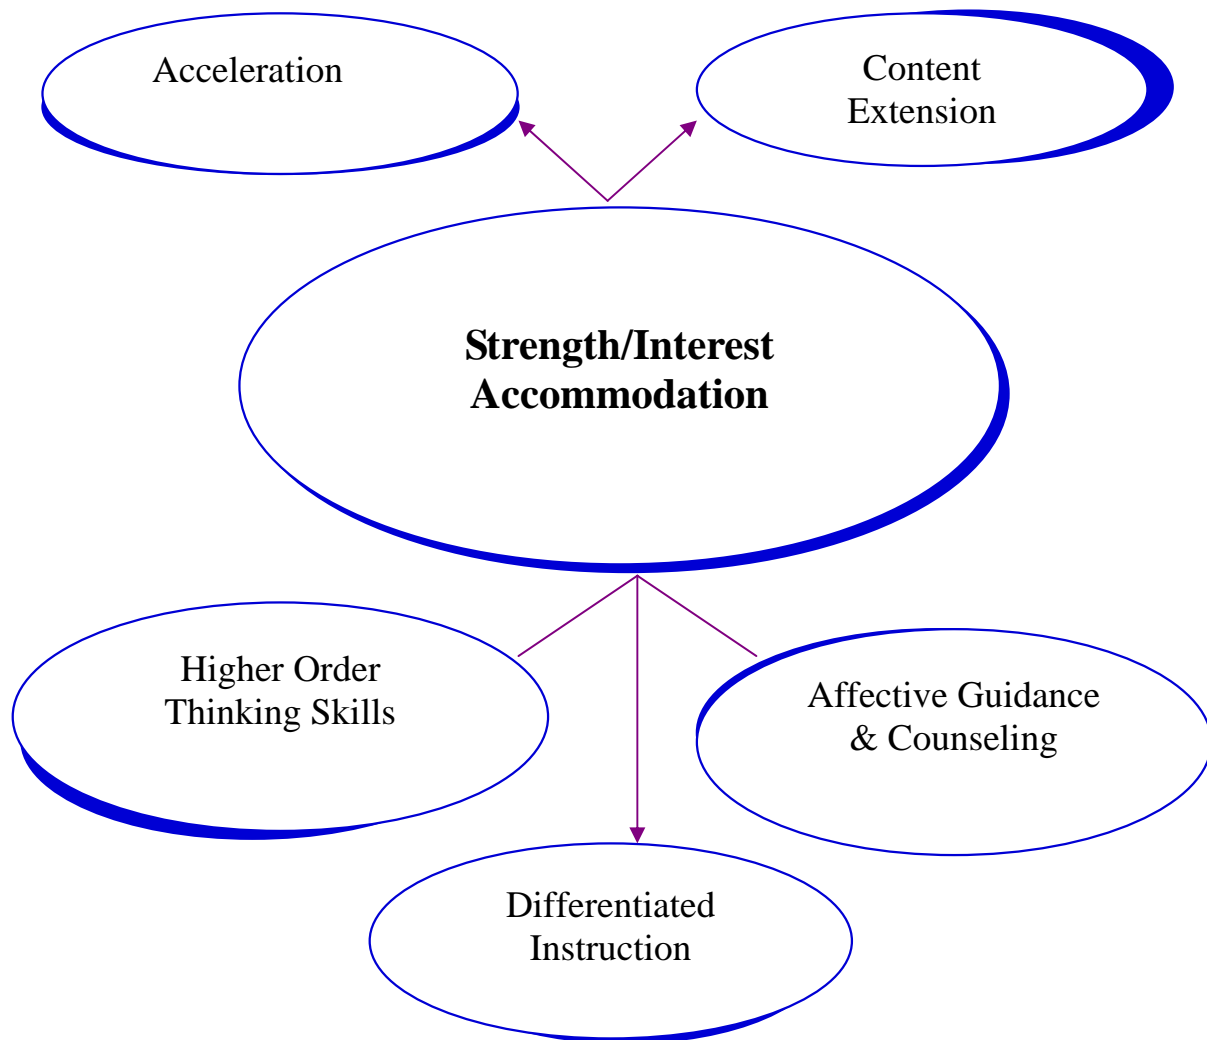 Acceleration
Content
Extension
Strength/Interest
Accommodation
Higher Order
Thinking Skills
Affective Guidance
& Counseling
Differentiated
Instruction